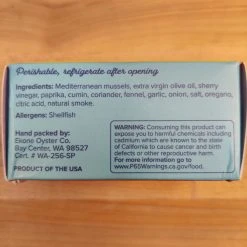 Perishable, refrigerate after opening
Ingredients: Mediterranean mussels, extra virgin olive oil, sherry
vinegar, paprika, cumin, coriander, fennel, garlic, onion, salt, oregano,
citric acid, natural smoke.
Allergens: Shellfish
Hand packed by:
Ekone Oyster Co.
Bay Center, WA 98527
Cert. # WA-256-SP
PRODUCT OF THE USA
WARNING: Consuming this product can
expose you to harmful chemicals including
cadmium which are known to the state
of California to cause cancer and birth
defects or other reproductive harm.
For more information go to
www.P65Warnings.ca.gov/food.